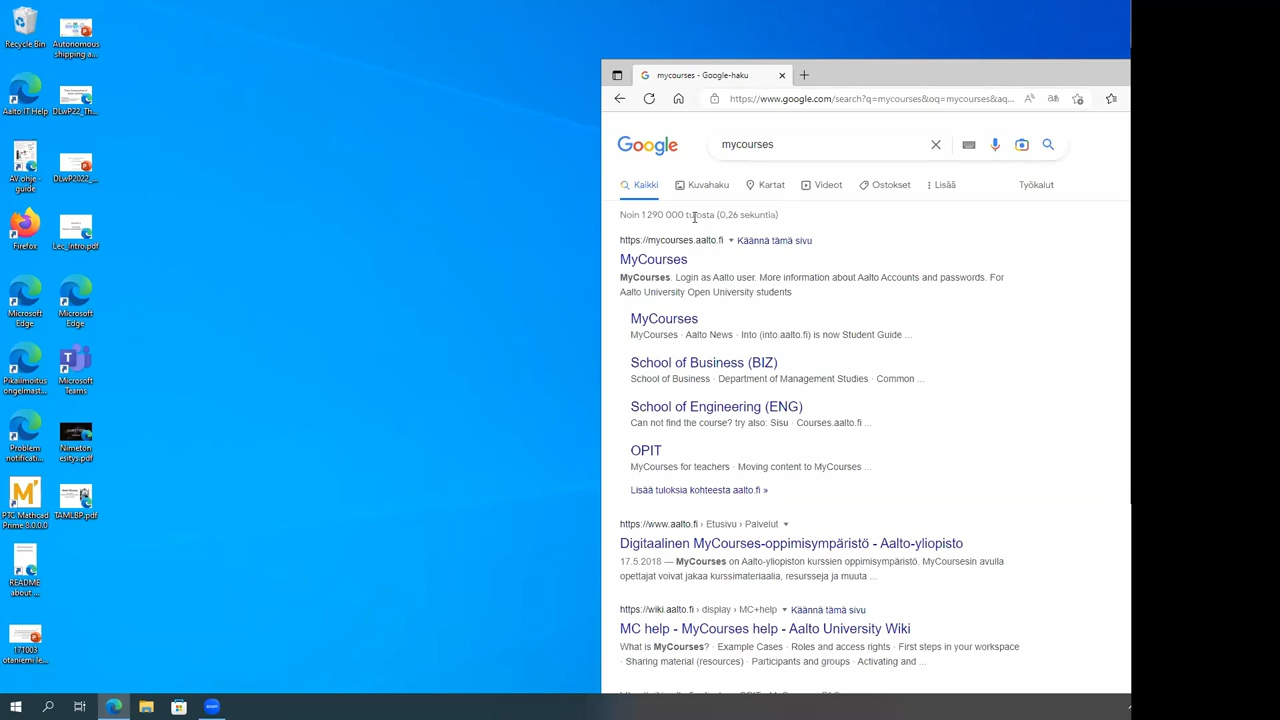 Recycle Bin
Autonomous
shipping a...
Aalto IT Help
DLwP22_Th...
AV ohje -
guide
DLwP2022_...
Firefox
Lec_Intro.pdf
Microsoft
Edge
Microsoft
Edge
Pikailmoitus
ongelmast...
Microsoft
Teams
Problem
notificati...
Nimetön
esitys.pdf
PTC Mathcad
Prime 8.0.0.0
TAMLBP.pdf
README
about ...
171003
otaniemi.le...
mycourses - Google-haku
https://www.google.com/search?q=mycourses&oq=mycourses&aq...
Google
mycourses
Kaikki Kuvahaku Kartat Videot Ostokset Lisää Työkalut
Noin 1 290 000 tulosta (0,26 sekuntia)
https://mycourses.aalto.fi Käännä tämä sivu
MyCourses
MyCourses. Login as Aalto user. More information about Aalto Accounts and passwords. For
Aalto University Open University students
MyCourses
MyCourses · Aalto News · Into (into.aalto.fi) is now Student Guide ...
School of Business (BIZ)
School of Business · Department of Management Studies · Common ...
School of Engineering (ENG)
Can not find the course? try also: Sisu · Courses.aalto.fi ...
OPIT
MyCourses for teachers · Moving content to MyCourses ...
Lisää tuloksia kohteesta aalto.fi »
https://www.aalto.fi › Etusivu › Palvelut
Digitaalinen MyCourses-oppimisympäristö - Aalto-yliopisto
17.5.2018 — MyCourses on Aalto-yliopiston kurssien oppimisympäristö. MyCoursesin avulla
opettajat voivat jakaa kurssimateriaalia, resursseja ja muuta ...
https://wiki.aalto.fi › display › MC+help Käännä tämä sivu
MC help - MyCourses help - Aalto University Wiki
What is MyCourses? · Example Cases · Roles and access rights · First steps in your workspace
· Sharing material (resources) · Participants and groups · Activating and ...
zoom